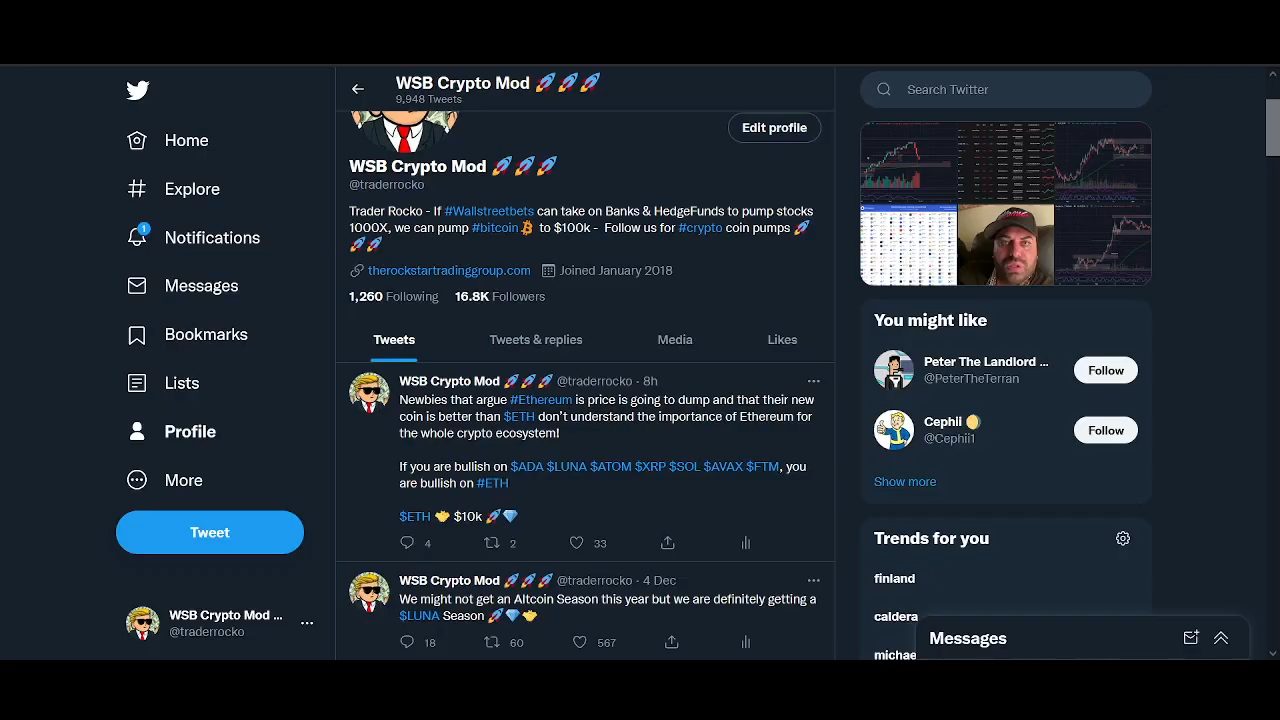 WSB Crypto Mod 🚀🚀🚀
9,948 Tweets
Search Twitter
Home
Explore
1
Notifications
Messages
Bookmarks
Lists
Profile
More
Tweet
WSB Crypto Mod ...
@traderrocko
Edit profile
WSB Crypto Mod 🚀🚀🚀
@traderrocko
Trader Rocko - If #Wallstreetbets can take on Banks & HedgeFunds to pump stocks
1000X, we can pump #bitcoin to $100k - Follow us for #crypto coin pumps 🚀
🚀🚀
therockstartradinggroup.com Joined January 2018
1,260 Following 16.8K Followers
Tweets Tweets & replies Media Likes
WSB Crypto Mod 🚀🚀🚀 @traderrocko · 8h
Newbies that argue #Ethereum is price is going to dump and that their new
coin is better than $ETH don’t understand the importance of Ethereum for
the whole crypto ecosystem!
If you are bullish on $ADA $LUNA $ATOM $XRP $SOL $AVAX $FTM, you
are bullish on #ETH
$ETH 🤝 $10k 🚀💎
4 2 33
WSB Crypto Mod 🚀🚀🚀 @traderrocko · 4 Dec
We might not get an Altcoin Season this year but we are definitely getting a
$LUNA Season 🚀💎🤝
18 60 567
You might like
Peter The Landlord ...
@PeterTheTerran
Follow
Cephii
@Cephii1
Follow
Show more
Trends for you
finland
caldera
michae
Messages